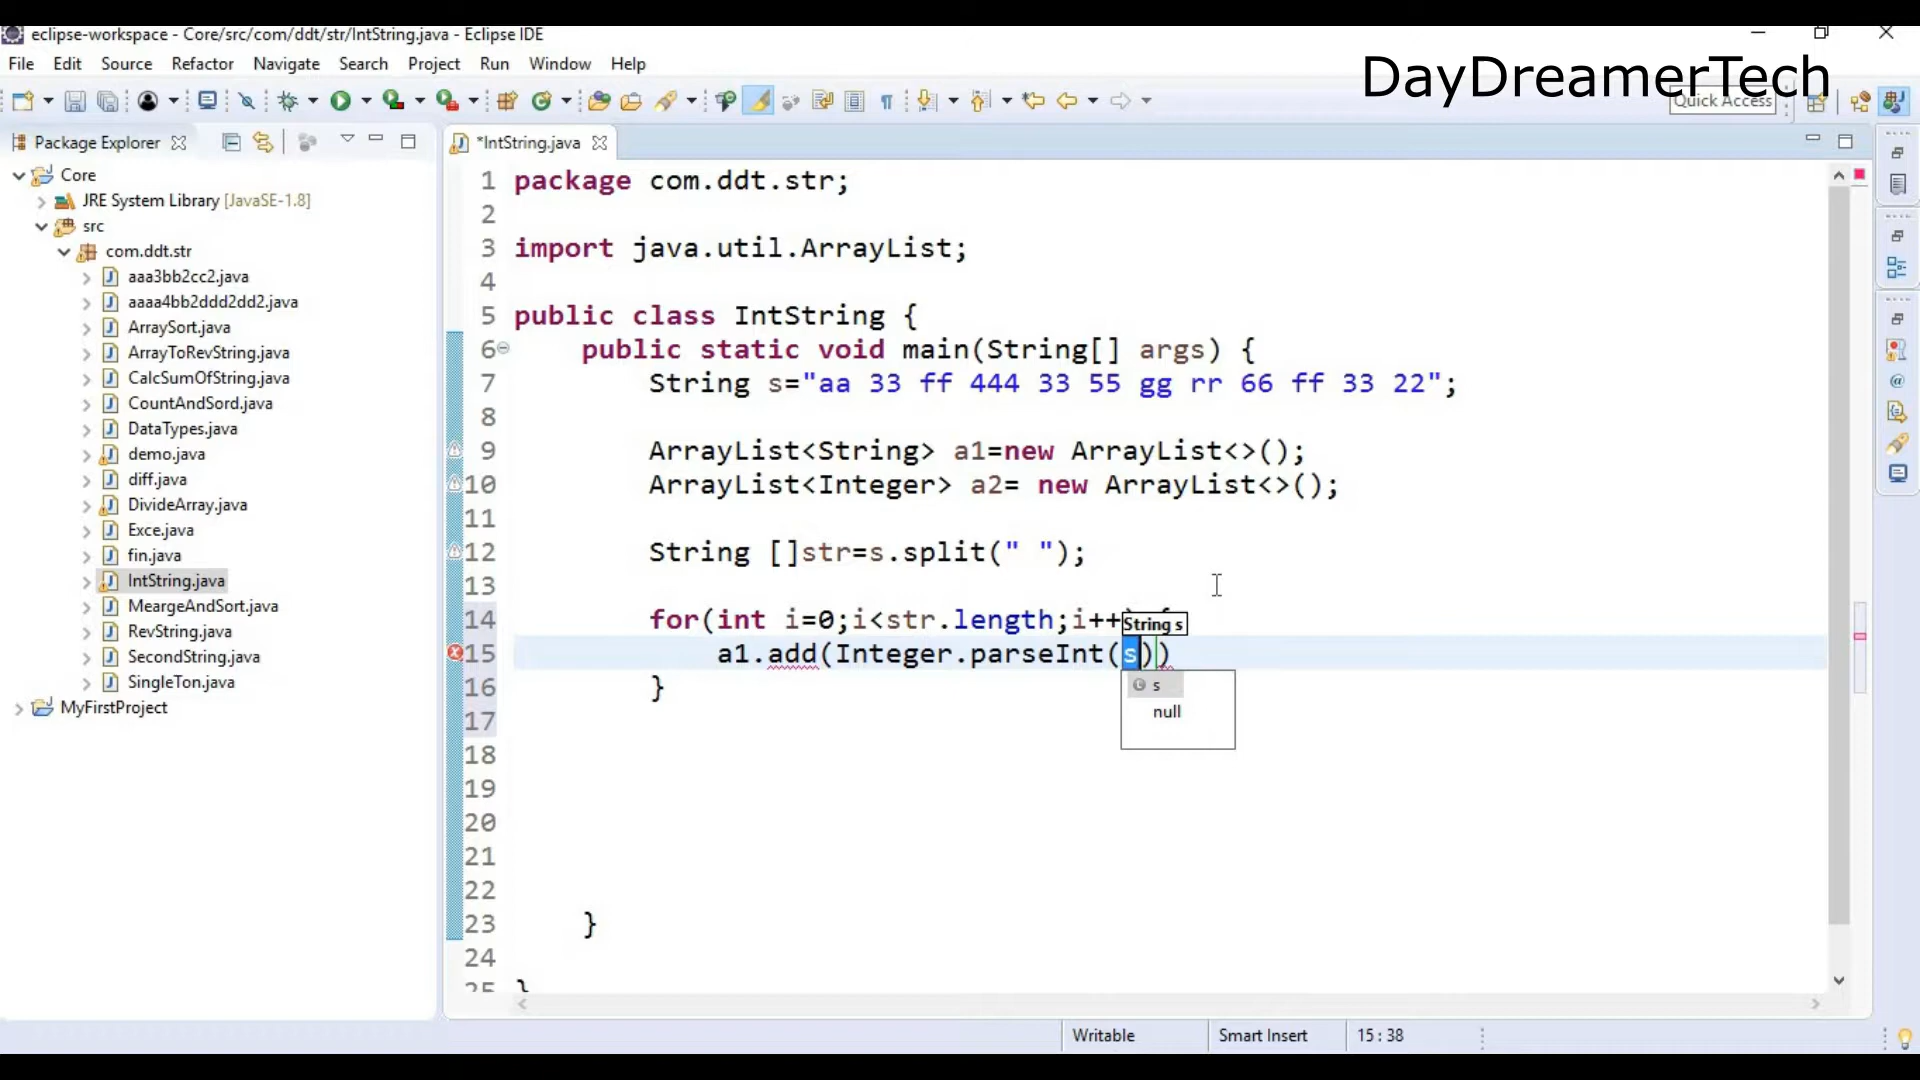 eclipse-workspace - Core/src/com/ddt/str/IntString.java - Eclipse IDE
File Edit Source Refactor Navigate Search Project Run Window Help
DayDreamerTech
Quick Access
Package Explorer
*IntString.java
Core
JRE System Library [JavaSE-1.8]
src
com.ddt.str
aaa3bb2cc2.java
aaaa4bb2ddd2dd2.java
ArraySort.java
ArrayToRevString.java
CalcSumOfString.java
CountAndSord.java
DataTypes.java
demo.java
diff.java
DivideArray.java
Exce.java
fin.java
IntString.java
MeargeAndSort.java
RevString.java
SecondString.java
SingleTon.java
MyFirstProject
1 package com.ddt.str;
2
3 import java.util.ArrayList;
4
5 public class IntString {
6 public static void main(String[] args) {
7 String s="aa 33 ff 444 33 55 gg rr 66 ff 33 22";
8
9 ArrayList<String> a1=new ArrayList<>();
10 ArrayList<Integer> a2= new ArrayList<>();
11
12 String []str=s.split(" ");
13
14 for(int i=0;i<str.length;i++) {
String s
15 a1.add(Integer.parseInt(s))
s
16 }
null
17
18
19
20
21
22
23 }
24
25 }
Writable Smart Insert 15 : 38